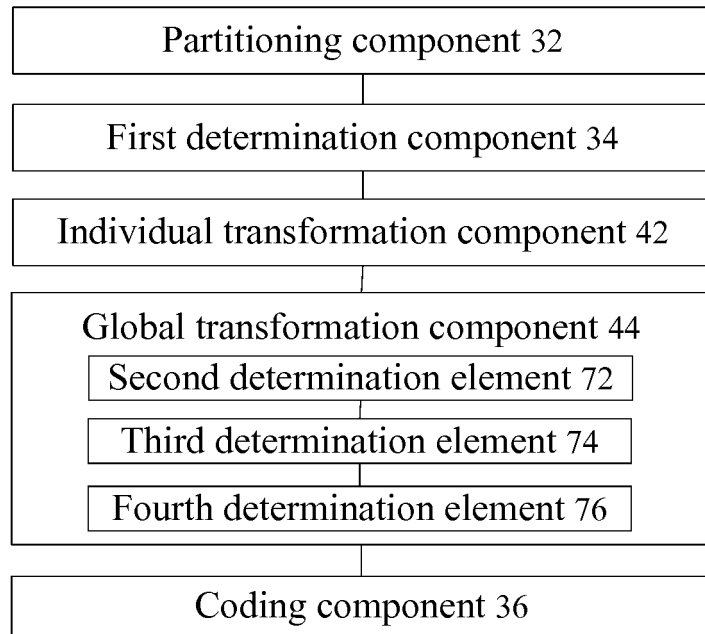 Partitioning component 32
First determination component 34
Individual transformation component 42
Global transformation component 44
Second determination element 72
Third determination element 74
Fourth determination element 76
Coding component 36